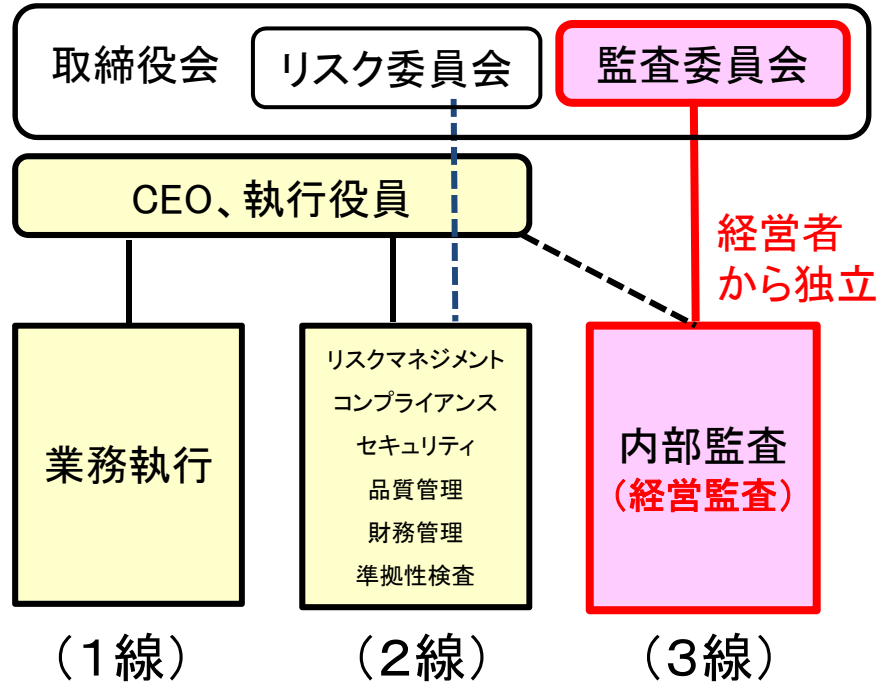 取締役会
リスク委員会
監査委員会
CEO、執行役員
経営者
から独立
業務執行
リスクマネジメント
コンプライアンス
セキュリティ
品質管理
財務管理
準拠性検査
内部監査
（経営監査）
（１線）
（２線）
（３線）